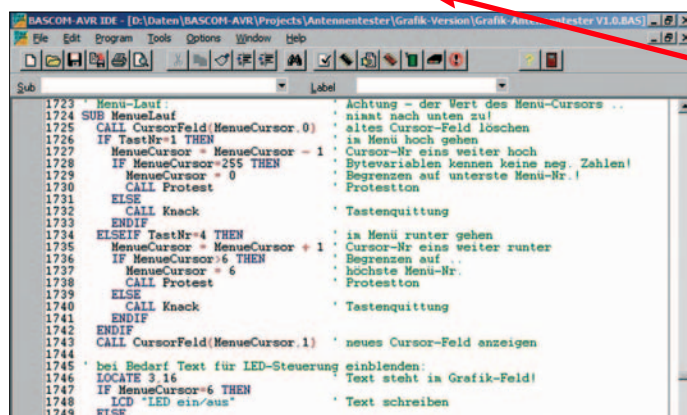 BASCOM-AVR IDE - [D:\Daten\BASCOM-AVR\Projects\Antennentester\Grafik-Version\Grafik-Antennentester V1.0.BAS]
File Edit Program Tools Options Window Help
Sub Label
1723 ' Menü-Lauf: ' Achtung - der Wert des Menü-Cursors ..
1724 SUB MenueLauf ' nimmt nach unten zu!
1725 CALL CursorFeld(MenueCursor,0) ' altes Cursor-Feld löschen
1726 IF TastNr=1 THEN ' im Menü hoch gehen
1727 MenueCursor = MenueCursor - 1 ' Cursor-Nr eins weiter hoch
1728 IF MenueCursor=255 THEN ' Bytevariablen kennen keine neg. Zahlen!
1729 MenueCursor = 0 ' Begrenzen auf unterste Menü-Nr.!
1730 CALL Protest ' Protestton
1731 ELSE
1732 CALL Knack ' Tastenquittung
1733 ENDIF
1734 ELSEIF TastNr=4 THEN ' im Menü runter gehen
1735 MenueCursor = MenueCursor + 1 ' Cursor-Nr eins weiter runter
1736 IF MenueCursor>6 THEN ' Begrenzen auf ..
1737 MenueCursor = 6 ' höchste Menü-Nr.
1738 CALL Protest ' Protestton
1739 ELSE
1740 CALL Knack ' Tastenquittung
1741 ENDIF
1742 ENDIF
1743 CALL CursorFeld(MenueCursor,1) ' neues Cursor-Feld anzeigen
1744
1745 ' bei Bedarf Text für LED-Steuerung einblenden:
1746 LOCATE 3,16 ' Text steht im Grafik-Feld!
1747 IF MenueCursor=6 THEN
1748 LCD "LED ein/aus" ' Text schreiben
1749 ELSE